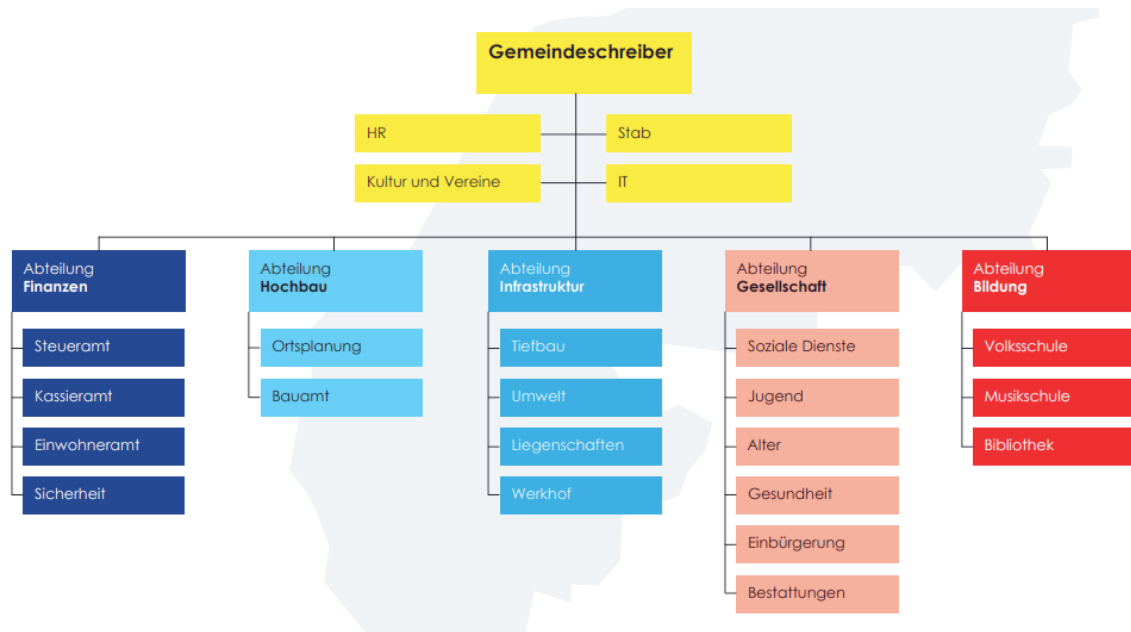 Gemeindeschreiber
HR
Stab
Kultur und Vereine
IT
Abteilung
Finanzen
Steueramt
Kassieramt
Einwohneramt
Sicherheit
Abteilung
Hochbau
Ortsplanung
Bauamt
Abteilung
Infrastruktur
Tiefbau
Umwelt
Liegenschaften
Werkhof
Abteilung
Gesellschaft
Soziale Dienste
Jugend
Alter
Gesundheit
Einbürgerung
Bestattungen
Abteilung
Bildung
Volksschule
Musikschule
Bibliothek